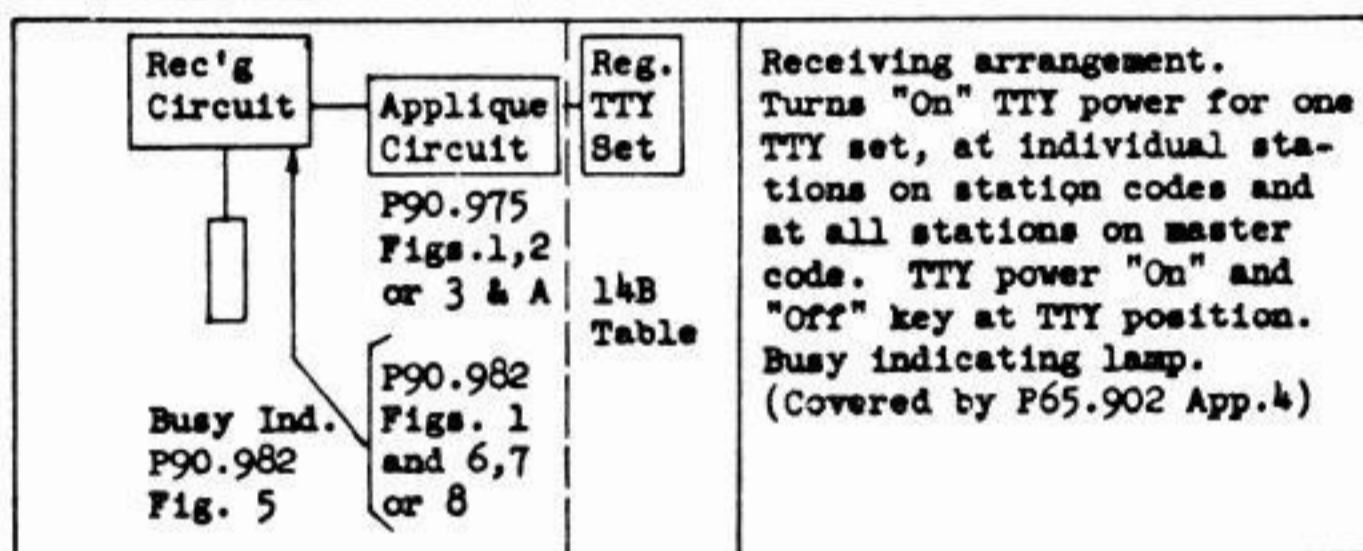 Rec'g
Circuit
Applique
Circuit
Reg.
TTY
Set
P90.975
Figs.1,2
or 3 & A
14B
Table
Busy Ind.
P90.982
Fig. 5
P90.982
Figs. 1
and 6,7
or 8
Receiving arrangement.
Turns "On" TTY power for one
TTY set, at individual sta-
tions on station codes and
at all stations on master
code. TTY power "On" and
"Off" key at TTY position.
Busy indicating lamp.
(Covered by P65.902 App.4)